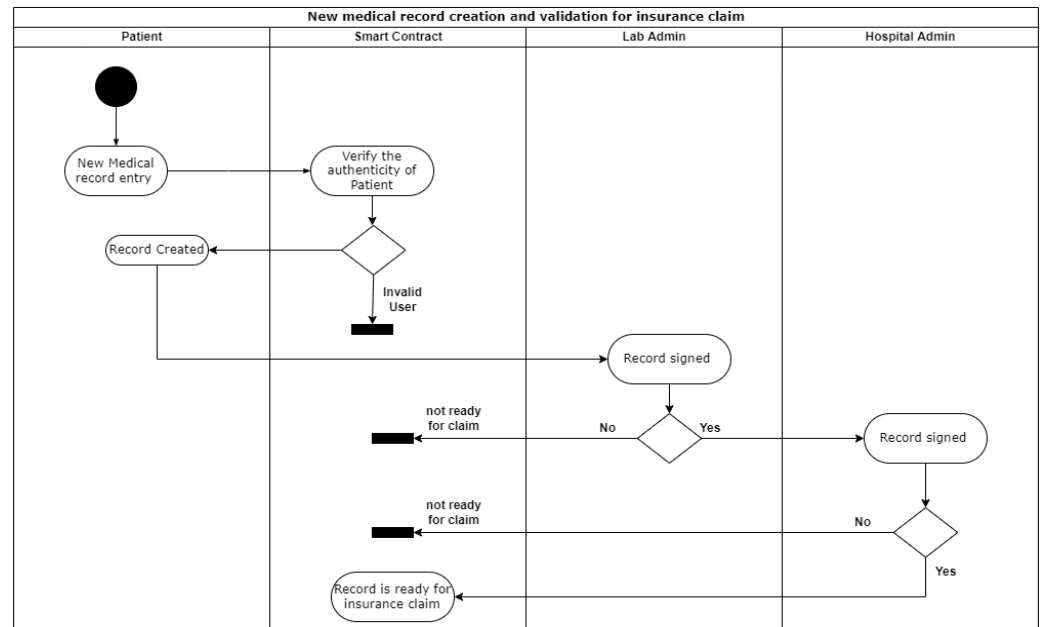 New medical record creation and validation for insurance claim
Patient
Smart Contract
Lab Admin
Hospital Admin
New Medical
record entry
Verify the
authenticity of
Patient
Record Created
Invalid
User
Record signed
not ready
for claim
No
Yes
Record signed
not ready
for claim
No
Yes
Record is ready for
insurance claim